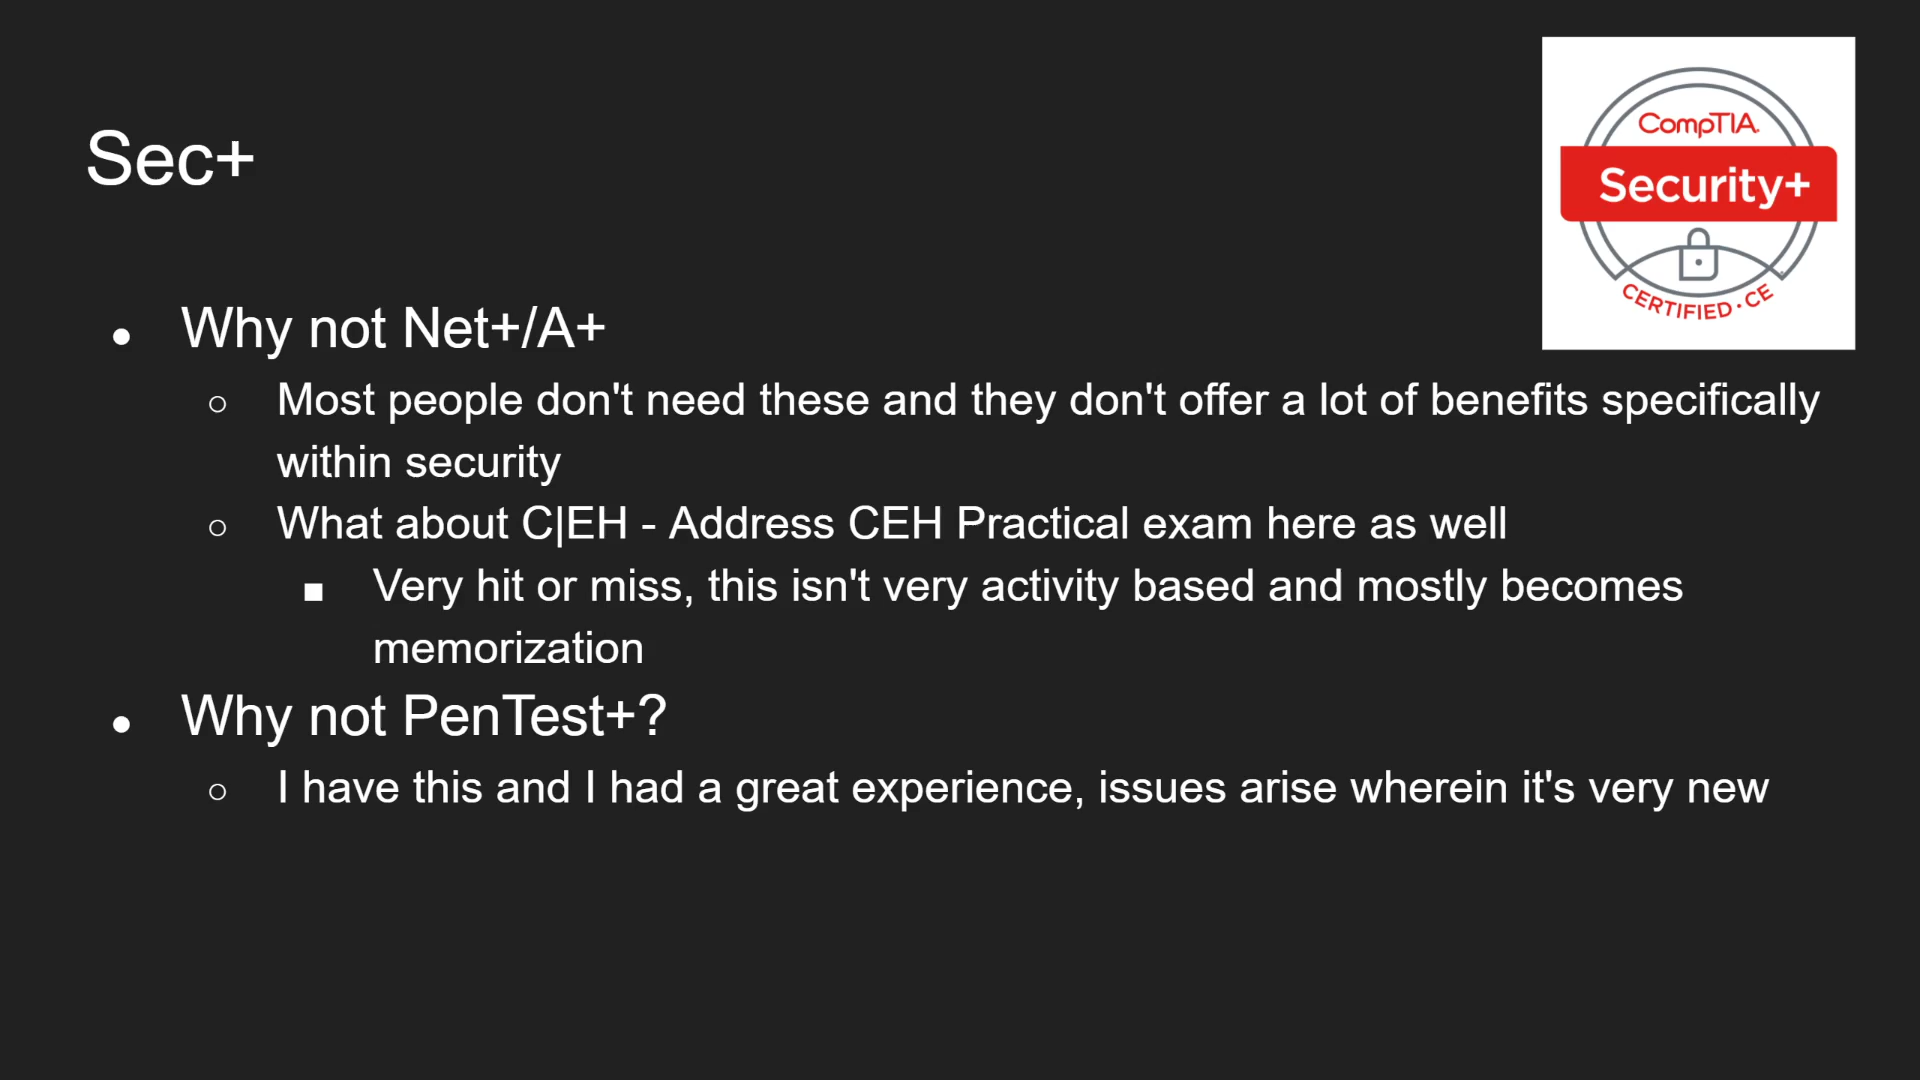 CompTIA.
Security+
CERTIFIED · CE
Sec+
● Why not Net+/A+
○ Most people don't need these and they don't offer a lot of benefits specifically
within security
○ What about C|EH - Address CEH Practical exam here as well
■ Very hit or miss, this isn't very activity based and mostly becomes
memorization
● Why not PenTest+?
○ I have this and I had a great experience, issues arise wherein it's very new